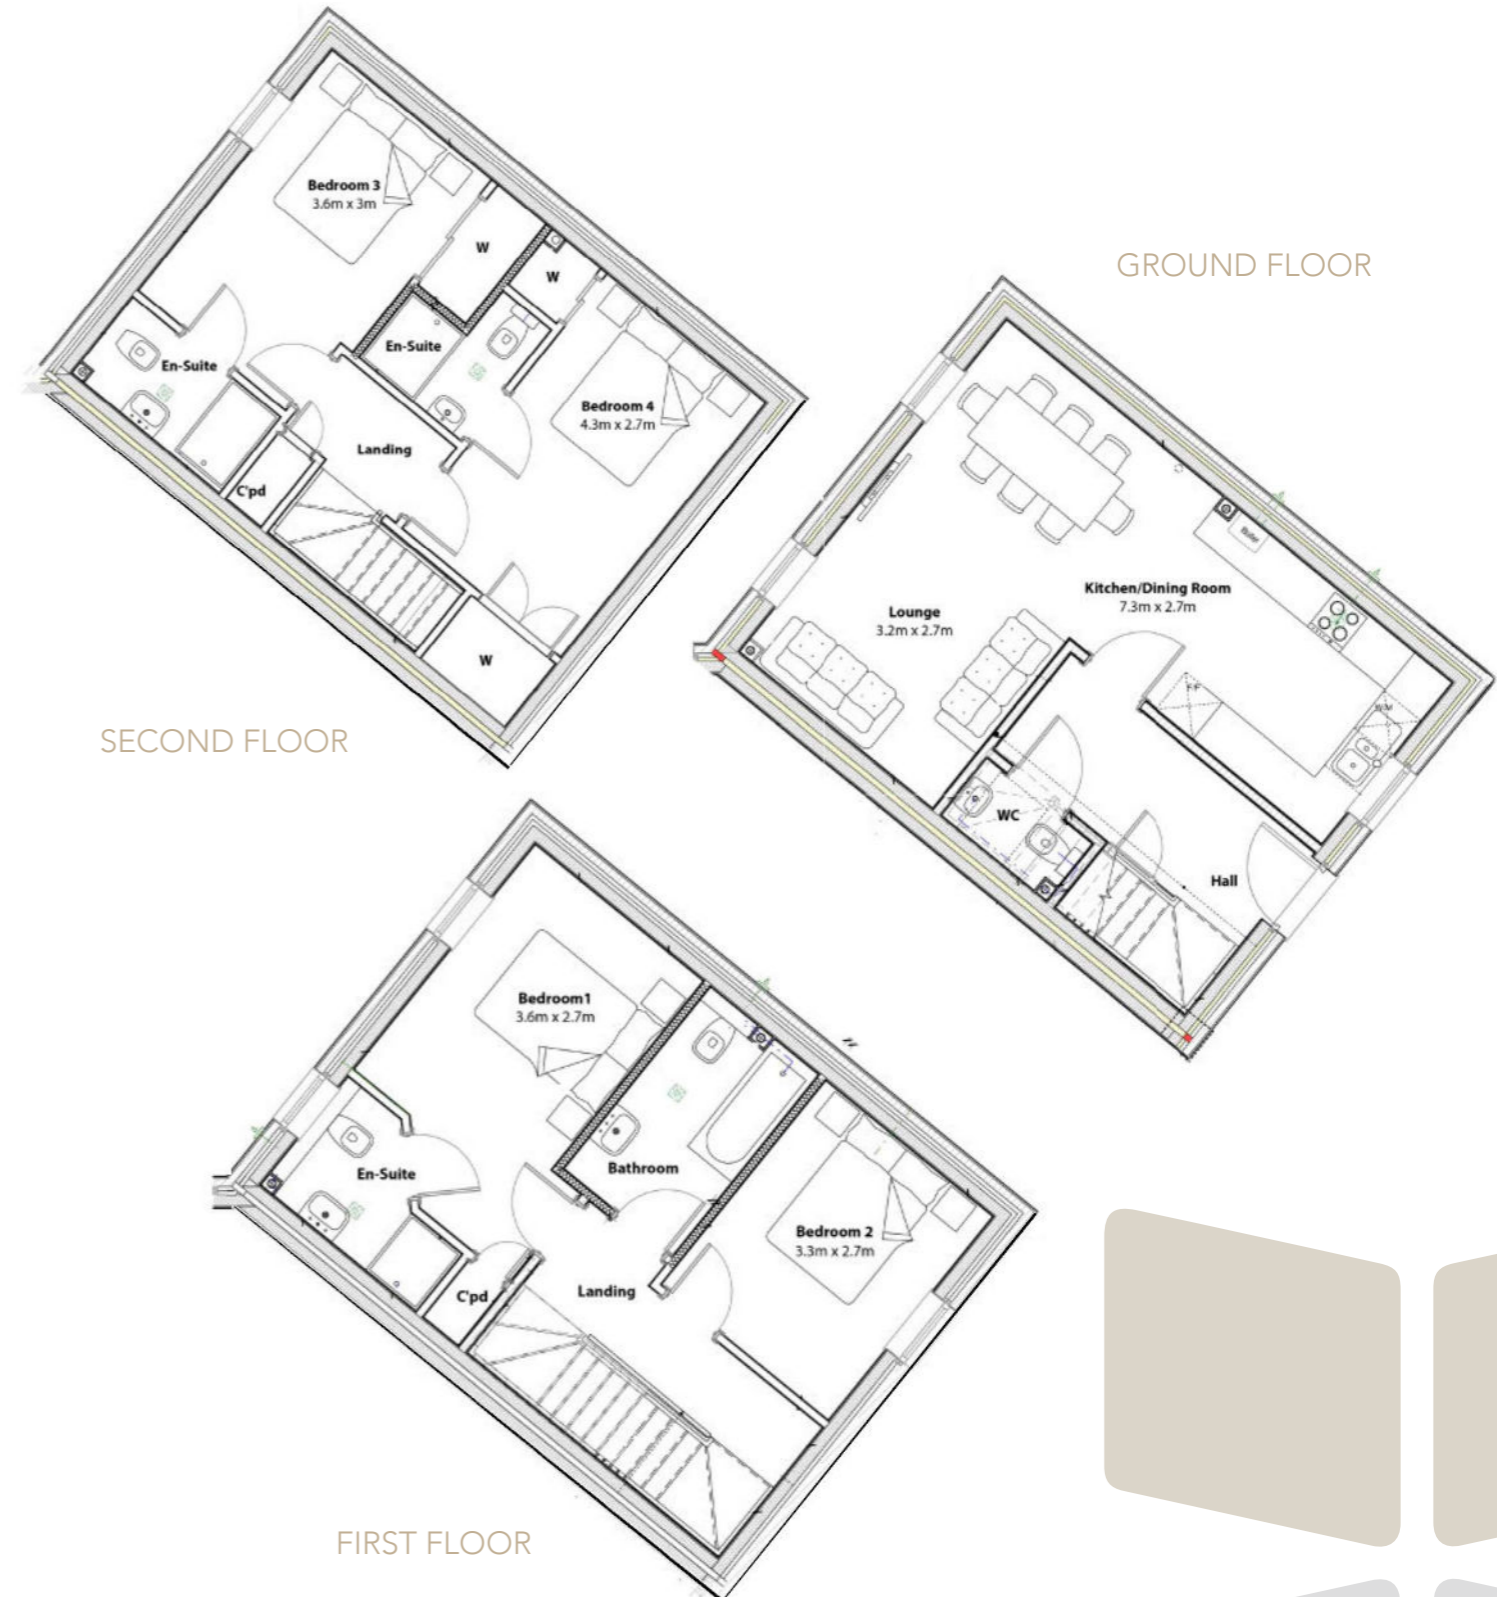 Bedroom 3
3.6m x 3m
W
W
En-Suite
En-Suite
Bedroom 4
4.3m x 2.7m
Landing
C'pd
W
SECOND FLOOR
GROUND FLOOR
Boiler
Kitchen/Dining Room
7.3m x 2.7m
Lounge
3.2m x 2.7m
F/F
W/M
WC
Hall
Bedroom1
3.6m x 2.7m
En-Suite
Bathroom
Bedroom 2
3.3m x 2.7m
Landing
C'pd
FIRST FLOOR